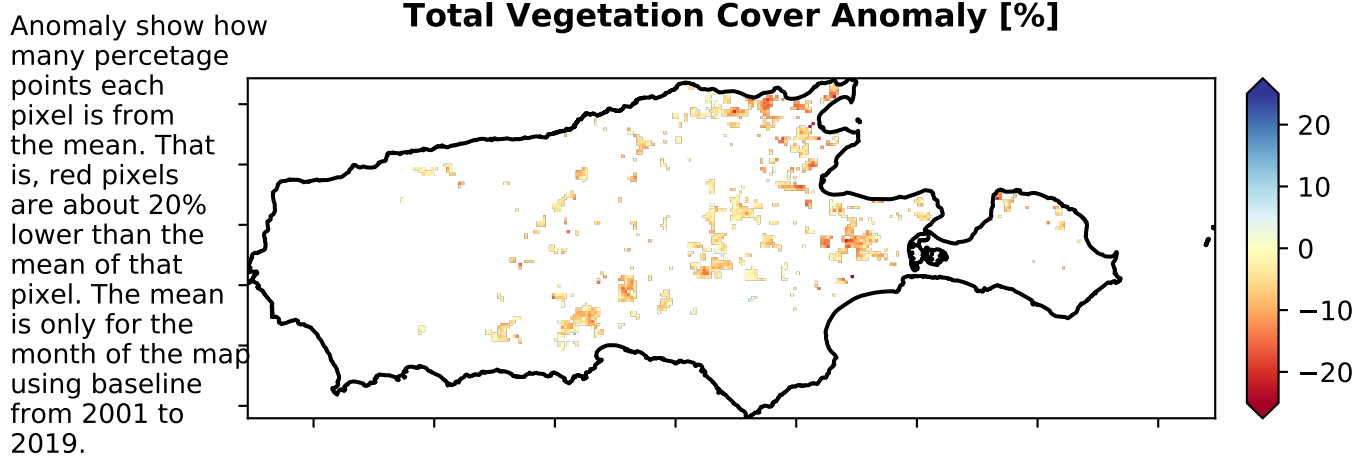 Total Vegetation Cover Anomaly [%]
Anomaly show how
many percetage
points each
pixel is from
the mean. That
is, red pixels
are about 20%
lower than the
mean of that
pixel. The mean
is only for the
month of the map
using baseline
from 2001 to
2019.
20
10
0
−10
−20